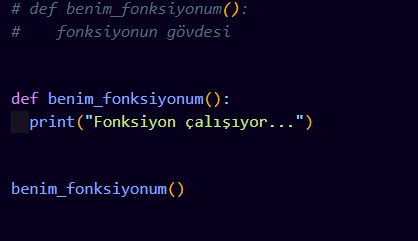 # def benim_fonksiyonum():
#    fonksiyonun gövdesi
def benim_fonksiyonum():
  print("Fonksiyon çalışıyor...")
benim_fonksiyonum()